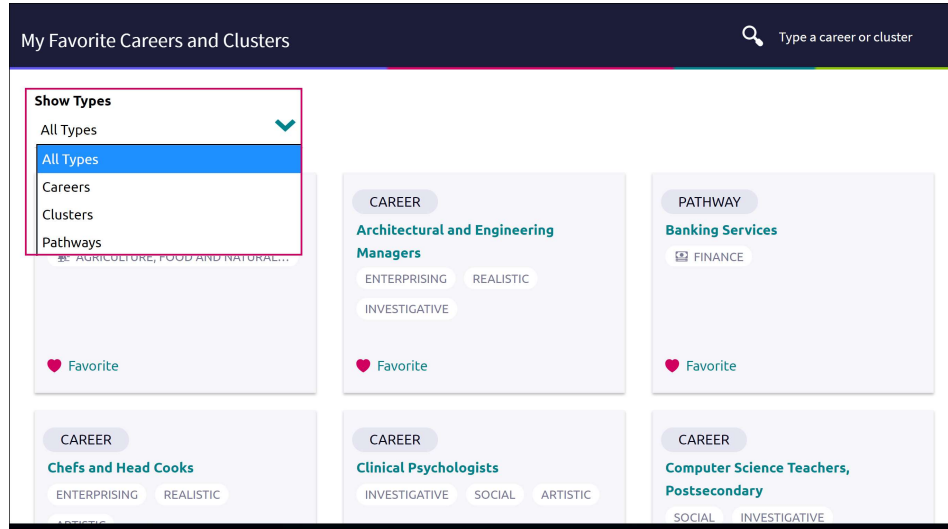 My Favorite Careers and Clusters
Type a career or cluster
Show Types
All Types
All Types
Careers
Clusters
Pathways
AGRICULTURE, FOOD AND NATURAL...
Favorite
CAREER
Architectural and Engineering
Managers
ENTERPRISING REALISTIC
INVESTIGATIVE
Favorite
PATHWAY
Banking Services
FINANCE
Favorite
CAREER
Chefs and Head Cooks
ENTERPRISING REALISTIC
ARTISTIC
CAREER
Clinical Psychologists
INVESTIGATIVE SOCIAL ARTISTIC
CAREER
Computer Science Teachers,
Postsecondary
SOCIAL INVESTIGATIVE